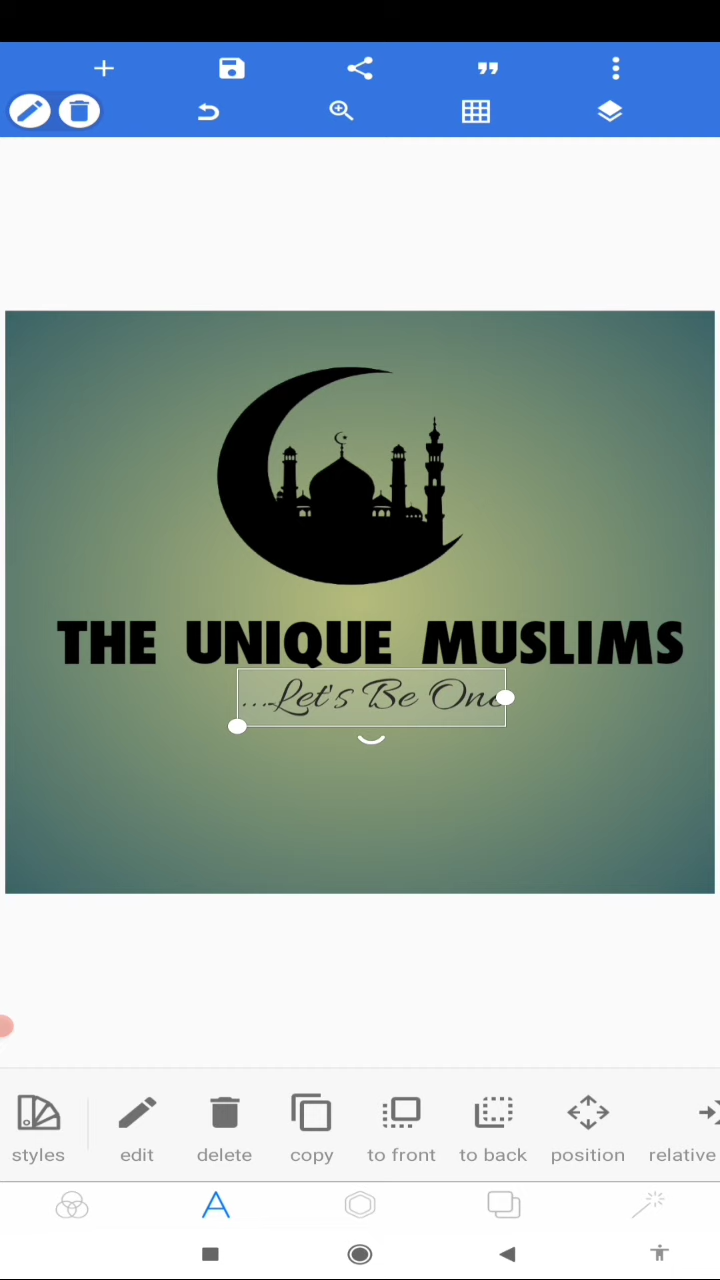 THE UNIQUE MUSLIMS
...Let's Be One
styles edit delete copy to front to back position relative